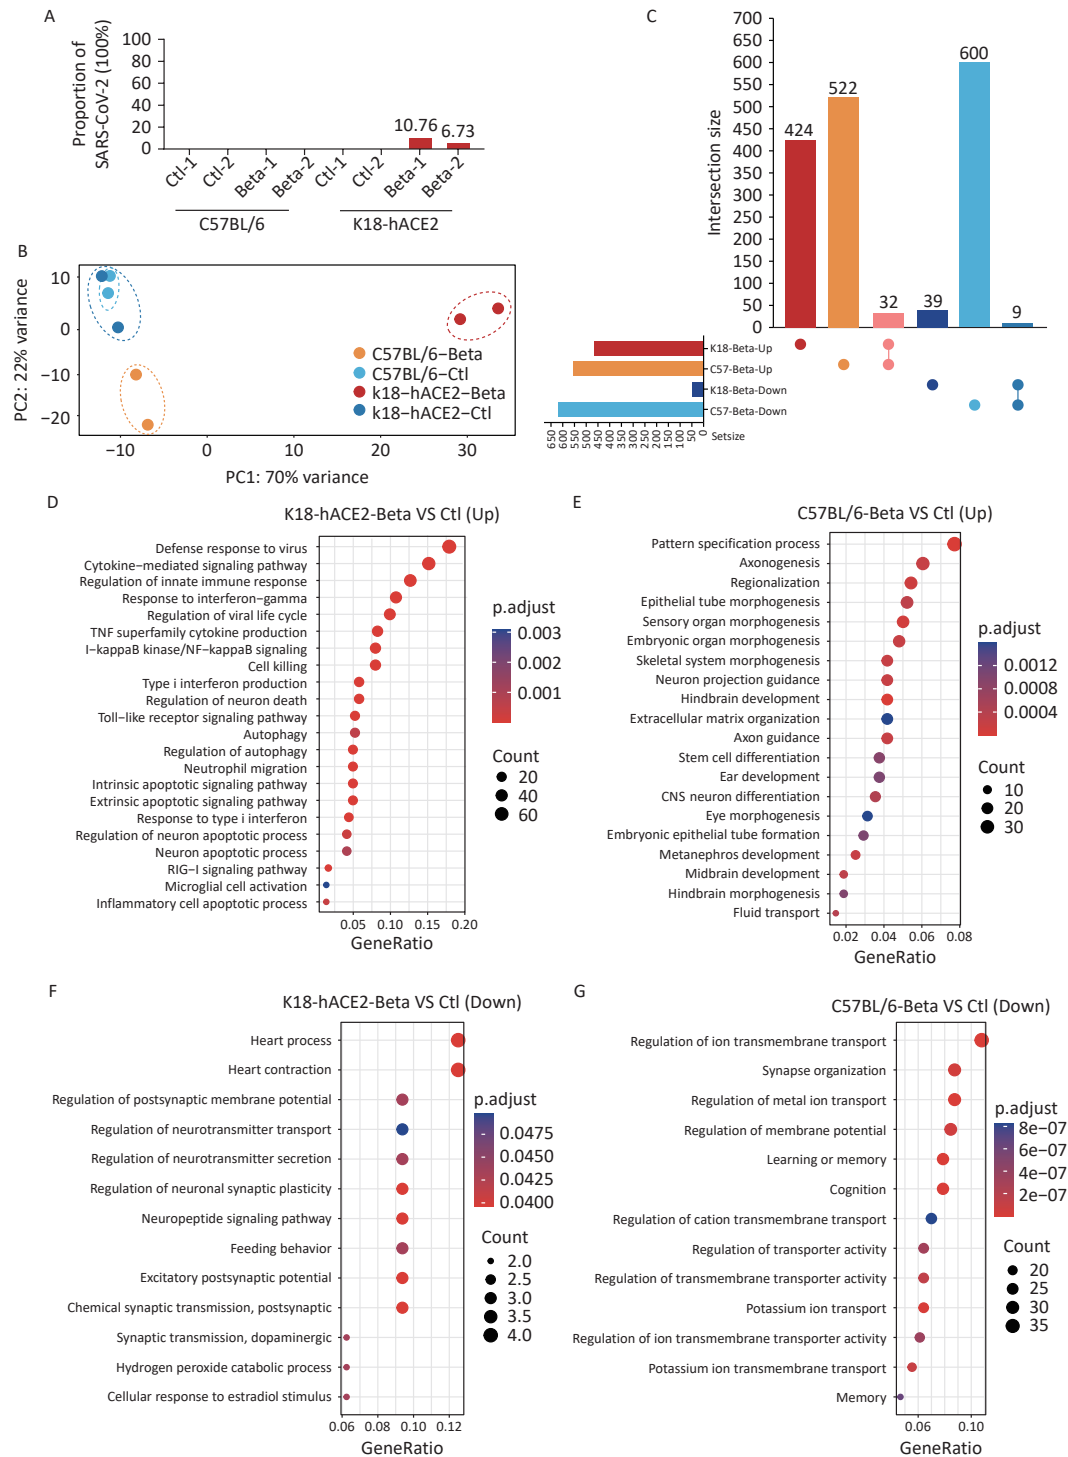 A
Proportion of
SARS-CoV-2 (100%)
100
80
60
40
20
0
10.76
6.73
Ctl-1
Ctl-2
Beta-1
Beta-2
Ctl-1
Ctl-2
Beta-1
Beta-2
C57BL/6
K18-hACE2
B
PC2: 22% variance
10
0
−10
−20
C57BL/6−Beta
C57BL/6−Ctl
k18−hACE2−Beta
k18−hACE2−Ctl
−10
0
10
20
30
PC1: 70% variance
C
Intersection size
700
650
600
550
500
450
400
350
300
250
200
150
100
50
0
424
522
32
39
600
9
K18-Beta-Up
C57-Beta-Up
K18-Beta-Down
C57-Beta-Down
650
600
550
500
450
400
350
300
250
200
150
100
50
0
Setsize
D
K18-hACE2-Beta VS Ctl (Up)
Defense response to virus
Cytokine−mediated signaling pathway
Regulation of innate immune response
Response to interferon−gamma
Regulation of viral life cycle
TNF superfamily cytokine production
I−kappaB kinase/NF−kappaB signaling
Cell killing
Type i interferon production
Regulation of neuron death
Toll−like receptor signaling pathway
Autophagy
Regulation of autophagy
Neutrophil migration
Intrinsic apoptotic signaling pathway
Extrinsic apoptotic signaling pathway
Response to type i interferon
Regulation of neuron apoptotic process
Neuron apoptotic process
RIG−I signaling pathway
Microglial cell activation
Inflammatory cell apoptotic process
0.05
0.10
0.15
0.20
GeneRatio
p.adjust
0.003
0.002
0.001
Count
20
40
60
E
C57BL/6-Beta VS Ctl (Up)
Pattern specification process
Axonogenesis
Regionalization
Epithelial tube morphogenesis
Sensory organ morphogenesis
Embryonic organ morphogenesis
Skeletal system morphogenesis
Neuron projection guidance
Hindbrain development
Extracellular matrix organization
Axon guidance
Stem cell differentiation
Ear development
CNS neuron differentiation
Eye morphogenesis
Embryonic epithelial tube formation
Metanephros development
Midbrain development
Hindbrain morphogenesis
Fluid transport
0.02
0.04
0.06
0.08
GeneRatio
p.adjust
0.0012
0.0008
0.0004
Count
10
20
30
F
K18-hACE2-Beta VS Ctl (Down)
Heart process
Heart contraction
Regulation of postsynaptic membrane potential
Regulation of neurotransmitter transport
Regulation of neurotransmitter secretion
Regulation of neuronal synaptic plasticity
Neuropeptide signaling pathway
Feeding behavior
Excitatory postsynaptic potential
Chemical synaptic transmission, postsynaptic
Synaptic transmission, dopaminergic
Hydrogen peroxide catabolic process
Cellular response to estradiol stimulus
0.06
0.08
0.10
0.12
GeneRatio
p.adjust
0.0475
0.0450
0.0425
0.0400
Count
2.0
2.5
3.0
3.5
4.0
G
C57BL/6-Beta VS Ctl (Down)
Regulation of ion transmembrane transport
Synapse organization
Regulation of metal ion transport
Regulation of membrane potential
Learning or memory
Cognition
Regulation of cation transmembrane transport
Regulation of transporter activity
Regulation of transmembrane transporter activity
Potassium ion transport
Regulation of ion transmembrane transporter activity
Potassium ion transmembrane transport
Memory
0.06
0.10
GeneRatio
p.adjust
8e−07
6e−07
4e−07
2e−07
Count
20
25
30
35